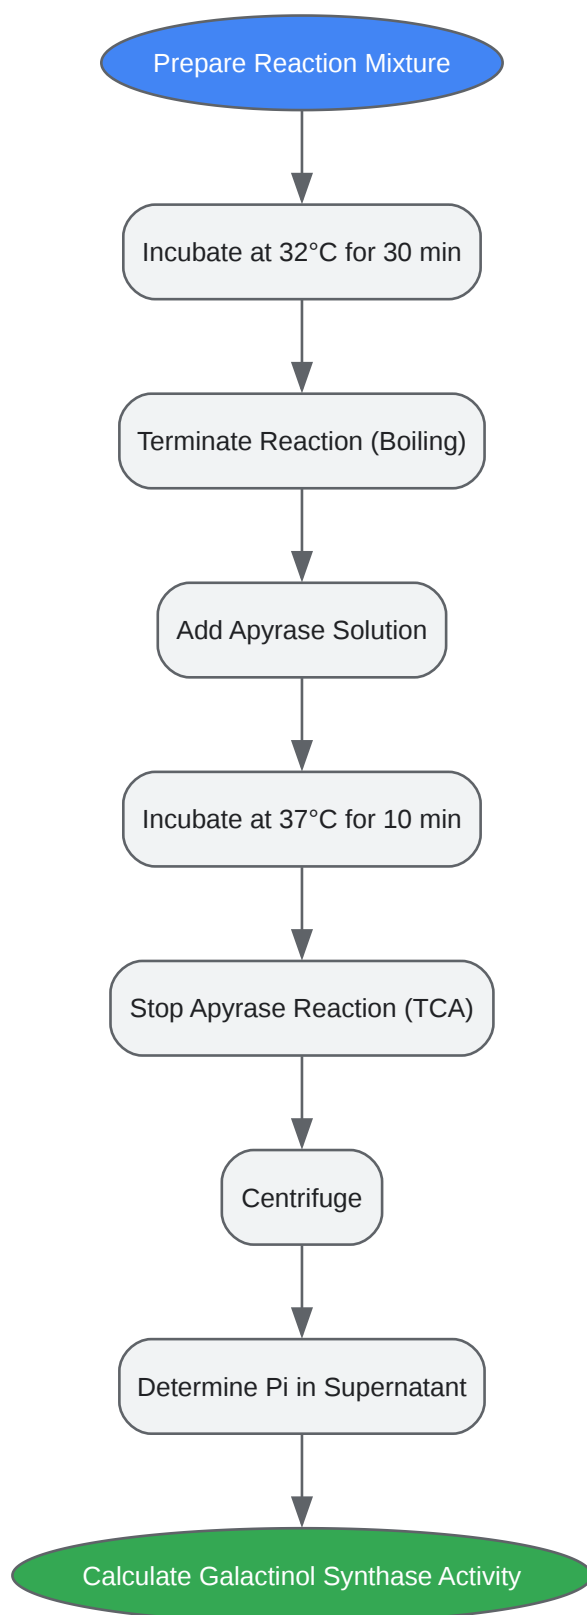 Prepare Reaction Mixture
Incubate at 32°C for 30 min
Terminate Reaction (Boiling)
Add Apyrase Solution
Incubate at 37°C for 10 min
Stop Apyrase Reaction (TCA)
Centrifuge
Determine Pi in Supernatant
Calculate Galactinol Synthase Activity